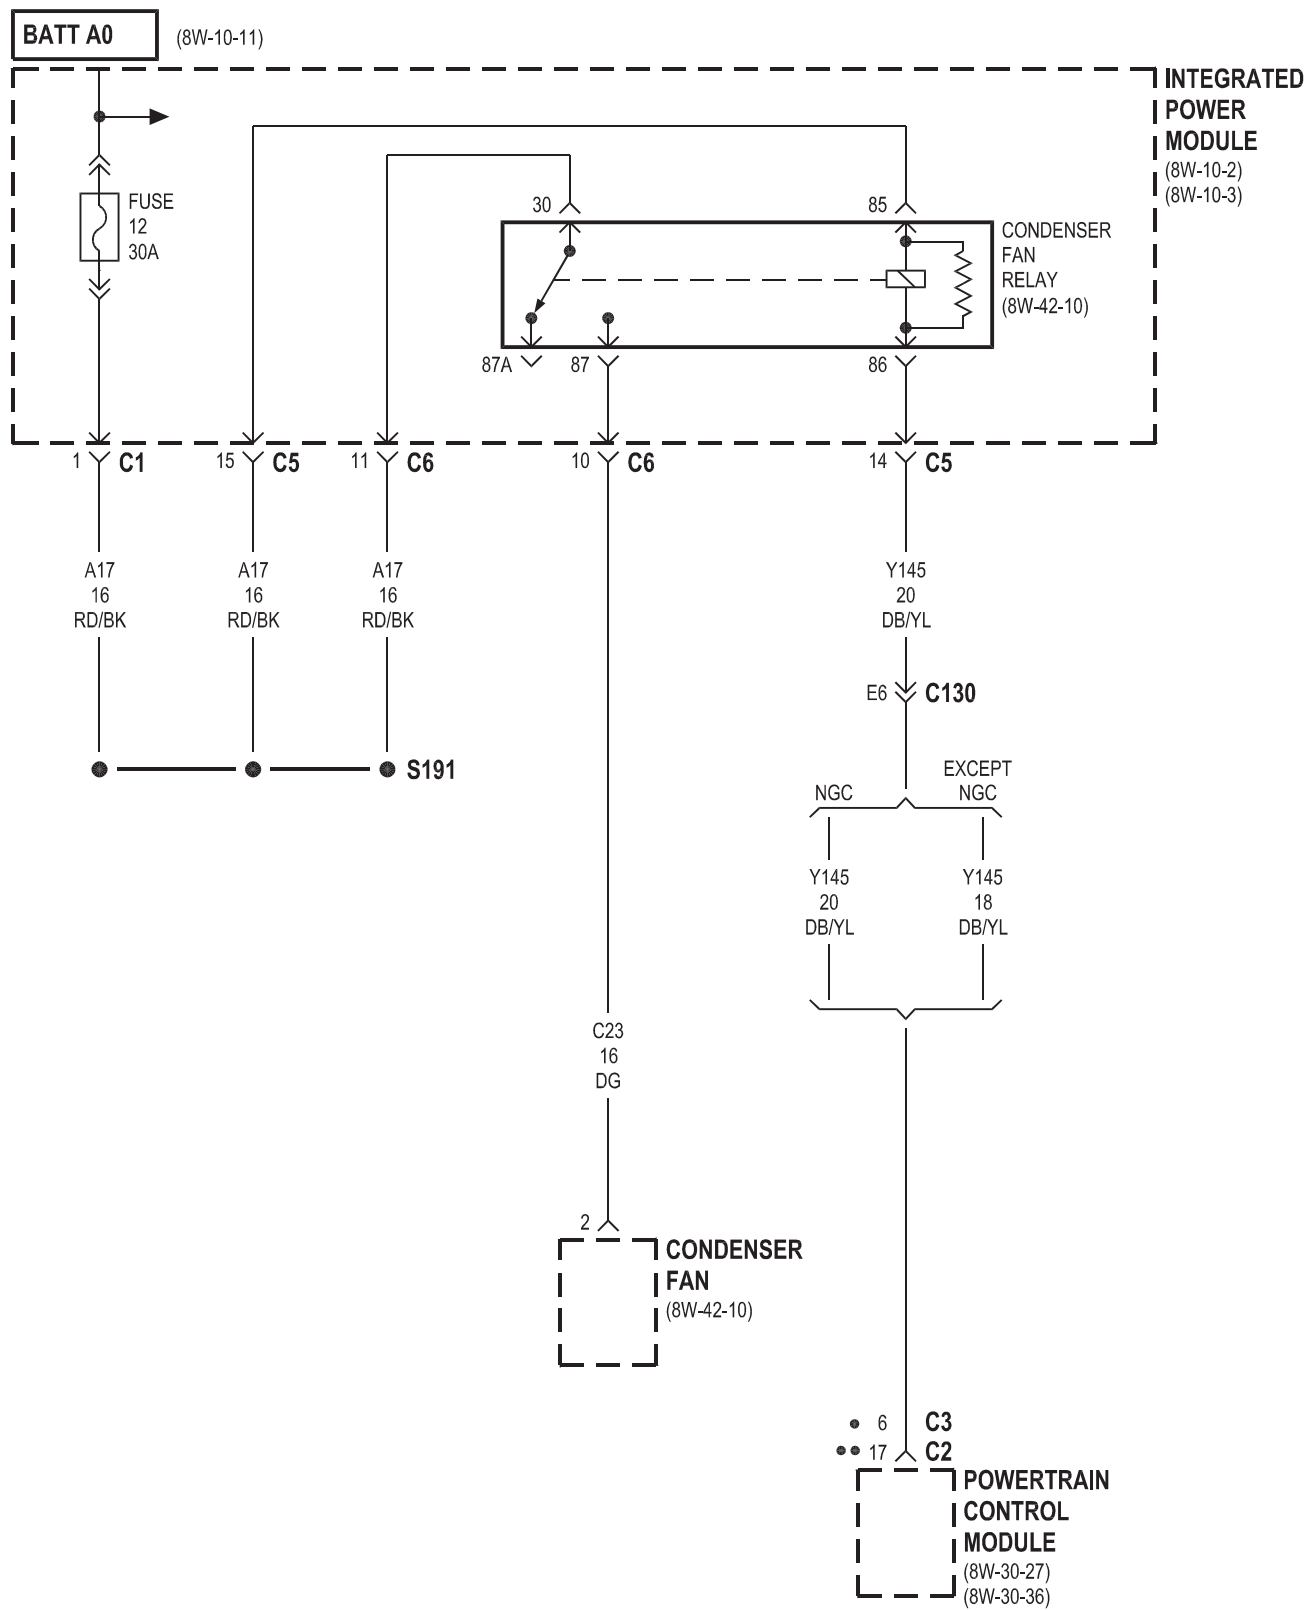 BATT A0
(8W-10-11)
INTEGRATED
POWER
MODULE
(8W-10-2)
(8W-10-3)
FUSE
12
30A
30
85
CONDENSER
FAN
RELAY
(8W-42-10)
87A
87
86
1 C1
15 C5
11 C6
10 C6
14 C5
A17
16
RD/BK
A17
16
RD/BK
A17
16
RD/BK
Y145
20
DB/YL
E6 C130
S191
NGC
EXCEPT
NGC
Y145
20
DB/YL
Y145
18
DB/YL
C23
16
DG
2
CONDENSER
FAN
(8W-42-10)
6 C3
17 C2
POWERTRAIN
CONTROL
MODULE
(8W-30-27)
(8W-30-36)